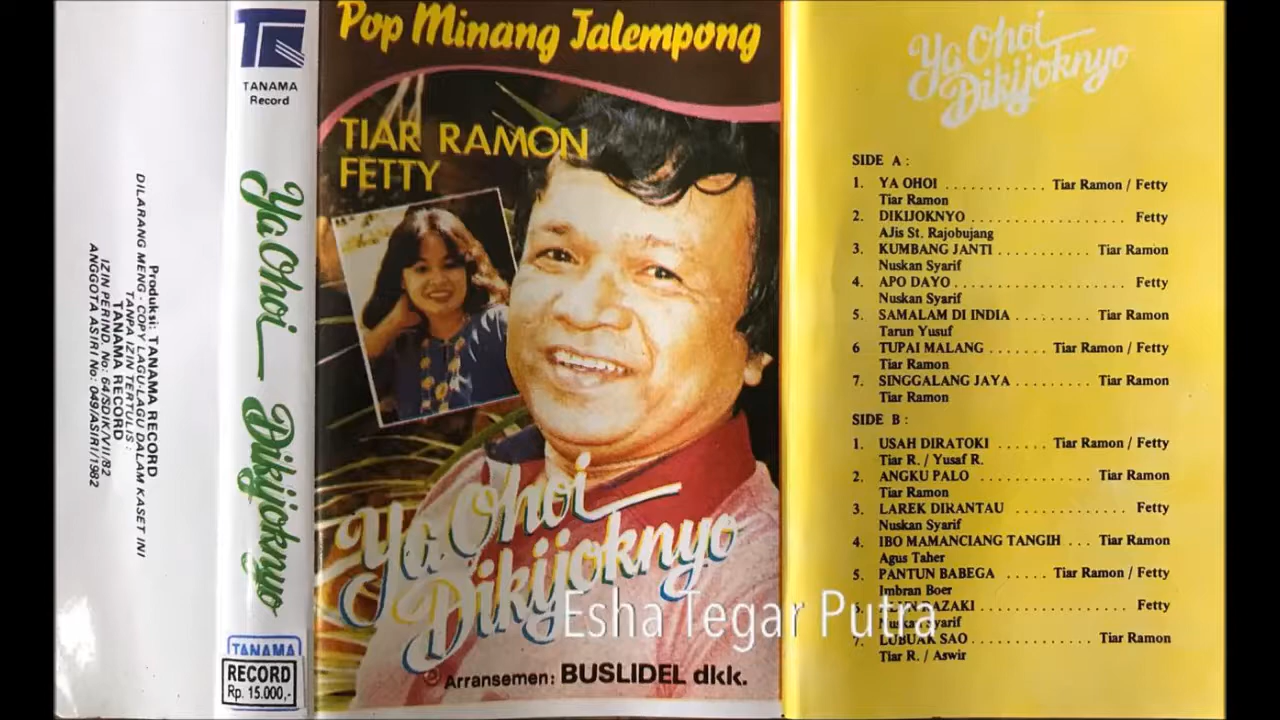 Produksi: TANAMA RECORD
DILARANG MENG - COPY LAGU-LAGU DALAM KASET INI
TANPA IZIN TERTULIS :
TANAMA RECORD
IZIN PERIND. No: 64/SDIK/VII/82
ANGGOTA ASIRI No: 049/ASIRI/1982
TANAMA
Record
Ya Ohoi Dikijoknyo
TANAMA
RECORD
Rp. 15.000,-
Pop Minang Talempong
TIAR RAMON
FETTY
Ya Ohoi
Dikijoknyo
Arransemen: BUSLIDEL dkk.
Esha Tegar Putra
Ya Ohoi
Dikijoknyo
SIDE A :
1. YA OHOI ............ Tiar Ramon / Fetty
Tiar Ramon
2. DIKIJOKNYO .................. Fetty
AJis St. Rajobujang
3. KUMBANG JANTI ............ Tiar Ramon
Nuskan Syarif
4. APO DAYO ..................... Fetty
Nuskan Syarif
5. SAMALAM DI INDIA .......... Tiar Ramon
Tarun Yusuf
6 TUPAI MALANG ....... Tiar Ramon / Fetty
Tiar Ramon
7. SINGGALANG JAYA .......... Tiar Ramon
Tiar Ramon
SIDE B :
1. USAH DIRATOKI ...... Tiar Ramon / Fetty
Tiar R. / Yusaf R.
2. ANGKU PALO ............... Tiar Ramon
Tiar Ramon
3. LAREK DIRANTAU ............. Fetty
Nuskan Syarif
4. IBO MAMANCIANG TANGIH ... Tiar Ramon
Agus Taher
5. PANTUN BABEGA ..... Tiar Ramon / Fetty
Imbran Boer
BAZAKI ................ Fetty
Nuskan Syarif
7. LUBUAK SAO ............... Tiar Ramon
Tiar R. / Aswir